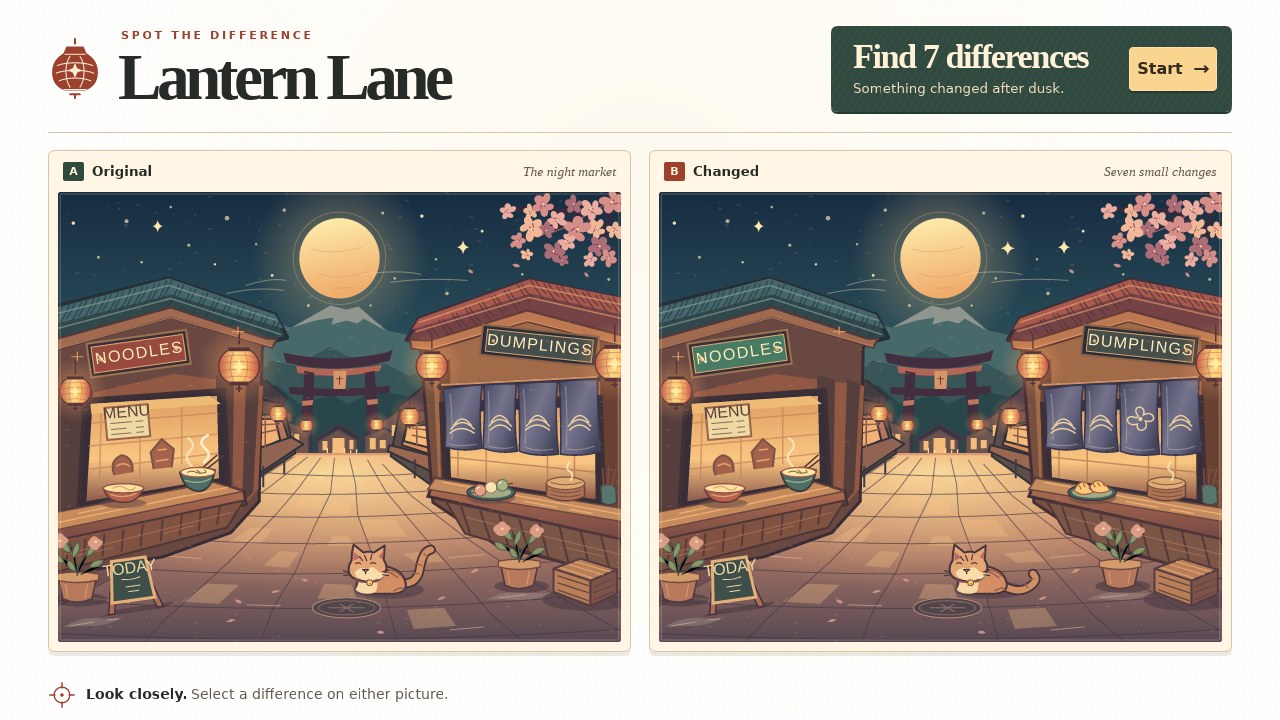 SPOT THE DIFFERENCE
Lantern Lane
Find 7 differences
Something changed after dusk.
Start →
A Original
The night market
NOODLES
DUMPLINGS
MENU
TODAY
B Changed
Seven small changes
NOODLES
DUMPLINGS
MENU
TODAY
Look closely. Select a difference on either picture.